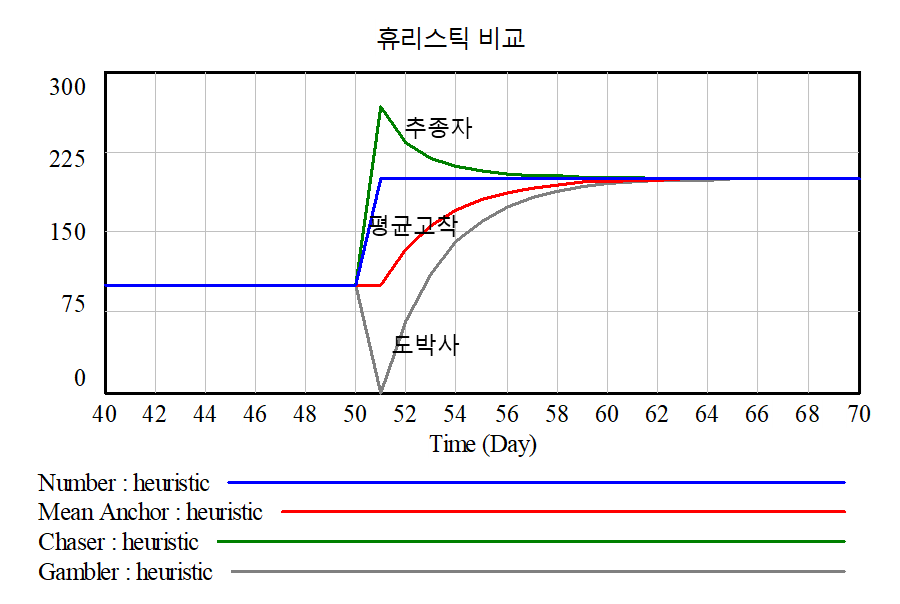 휴리스틱 비교
300
225
150
75
0
추종자
평균고착
도박사
40 42 44 46 48 50 52 54 56 58 60 62 64 66 68 70
Time (Day)
Number : heuristic
Mean Anchor : heuristic
Chaser : heuristic
Gambler : heuristic